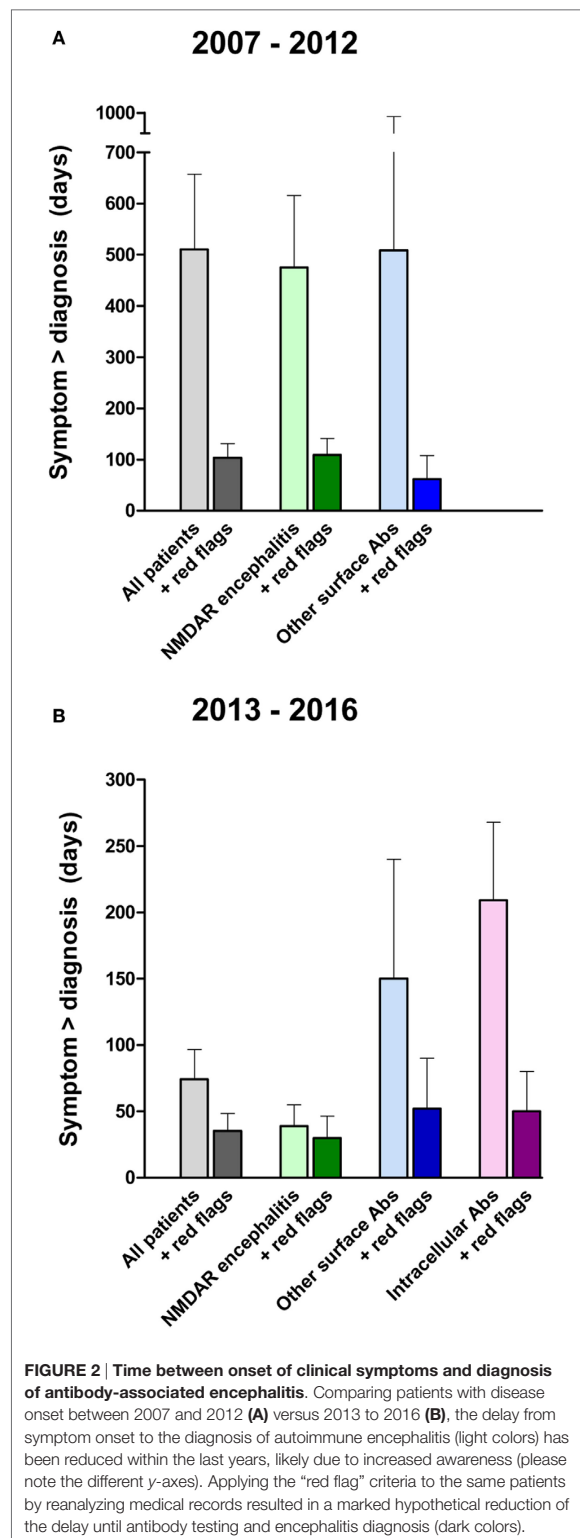 A
2007 - 2012
Symptom > diagnosis (days)
1000
700
600
500
400
300
200
100
0
All patients
+ red flags
NMDAR encephalitis
+ red flags
Other surface Abs
+ red flags
B
2013 - 2016
Symptom > diagnosis (days)
300
250
200
150
100
50
0
All patients
+ red flags
NMDAR encephalitis
+ red flags
Other surface Abs
+ red flags
Intracellular Abs
+ red flags
FIGURE 2 | Time between onset of clinical symptoms and diagnosis
of antibody-associated encephalitis. Comparing patients with disease
onset between 2007 and 2012 (A) versus 2013 to 2016 (B), the delay from
symptom onset to the diagnosis of autoimmune encephalitis (light colors) has
been reduced within the last years, likely due to increased awareness (please
note the different y-axes). Applying the “red flag” criteria to the same patients
by reanalyzing medical records resulted in a marked hypothetical reduction of
the delay until antibody testing and encephalitis diagnosis (dark colors).